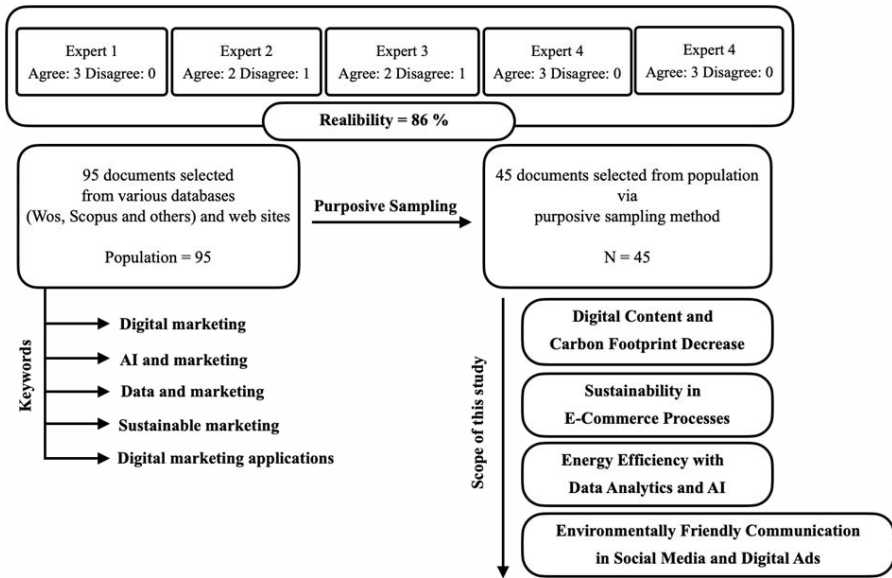 Expert 1
Agree: 3 Disagree: 0
Expert 2
Agree: 2 Disagree: 1
Expert 3
Agree: 2 Disagree: 1
Expert 4
Agree: 3 Disagree: 0
Expert 4
Agree: 3 Disagree: 0
Realibility = 86 %
95 documents selected
from various databases
(Wos, Scopus and others) and web sites
Population = 95
Purposive Sampling
45 documents selected from population
via
purposive sampling method
N = 45
Keywords
Digital marketing
AI and marketing
Data and marketing
Sustainable marketing
Digital marketing applications
Scope of this study
Digital Content and
Carbon Footprint Decrease
Sustainability in
E-Commerce Processes
Energy Efficiency with
Data Analytics and AI
Environmentally Friendly Communication
in Social Media and Digital Ads